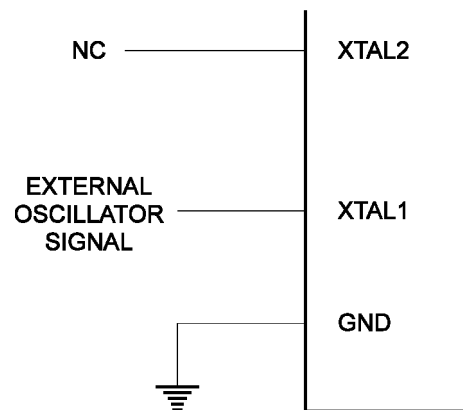 NC
XTAL2
EXTERNAL
OSCILLATOR
SIGNAL
XTAL1
GND